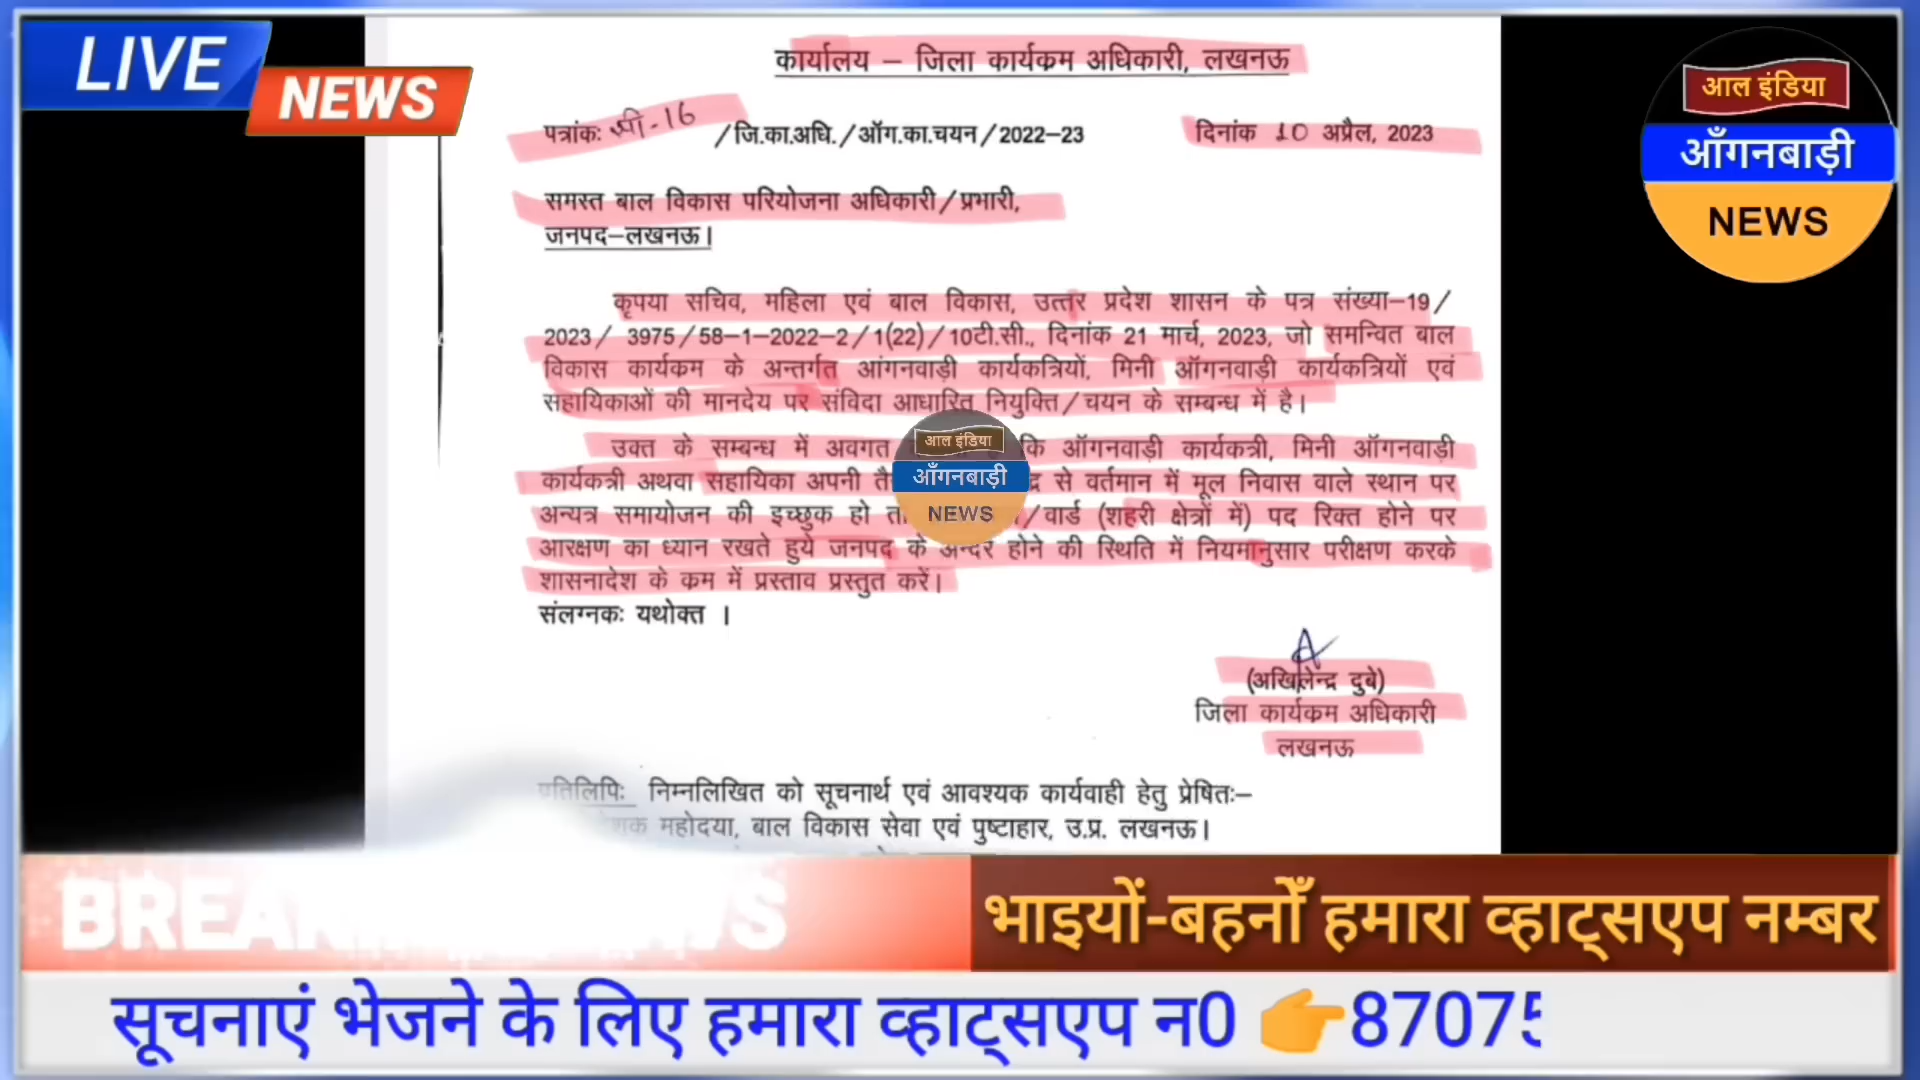 LIVE
NEWS
आल इंडिया
आँगनबाड़ी
NEWS
कार्यालय – जिला कार्यक्रम अधिकारी, लखनऊ
पत्रांकः -16 /जि.का.अधि./ऑग.का.चयन/2022–23 दिनांक 10 अप्रैल, 2023
समस्त बाल विकास परियोजना अधिकारी/प्रभारी,
जनपद–लखनऊ।
कृपया सचिव, महिला एवं बाल विकास, उत्तर प्रदेश शासन के पत्र संख्या–19/
2023/ 3975/58–1–2022–2/1(22)/10टी.सी., दिनांक 21 मार्च, 2023, जो समन्वित बाल
विकास कार्यक्रम के अन्तर्गत आंगनवाड़ी कार्यकत्रियों, मिनी ऑगनवाड़ी कार्यकत्रियों एवं
सहायिकाओं की मानदेय पर संविदा आधारित नियुक्ति/चयन के सम्बन्ध में है।
उक्त के सम्बन्ध में अवगत कि ऑगनवाड़ी कार्यकत्री, मिनी ऑगनवाड़ी
कार्यकत्री अथवा सहायिका अपनी से वर्तमान में मूल निवास वाले स्थान पर
अन्यत्र समायोजन की इच्छुक हो /वार्ड (शहरी क्षेत्रों में) पद रिक्त होने पर
आरक्षण का ध्यान रखते हुये जनपद के अन्दर होने की स्थिति में नियमानुसार परीक्षण करके
शासनादेश के क्रम में प्रस्ताव प्रस्तुत करें।
संलग्नकः यथोक्त ।
आल इंडिया
आँगनबाड़ी
NEWS
(अखिलेन्द्र दुबे)
जिला कार्यक्रम अधिकारी
लखनऊ
प्रतिलिपिः निम्नलिखित को सूचनार्थ एवं आवश्यक कार्यवाही हेतु प्रेषितः–
महोदया, बाल विकास सेवा एवं पुष्टाहार, उ.प्र. लखनऊ।
भाइयों-बहनोँ हमारा व्हाट्सएप नम्बर
सूचनाएं भेजने के लिए हमारा व्हाट्सएप न0 👉8707